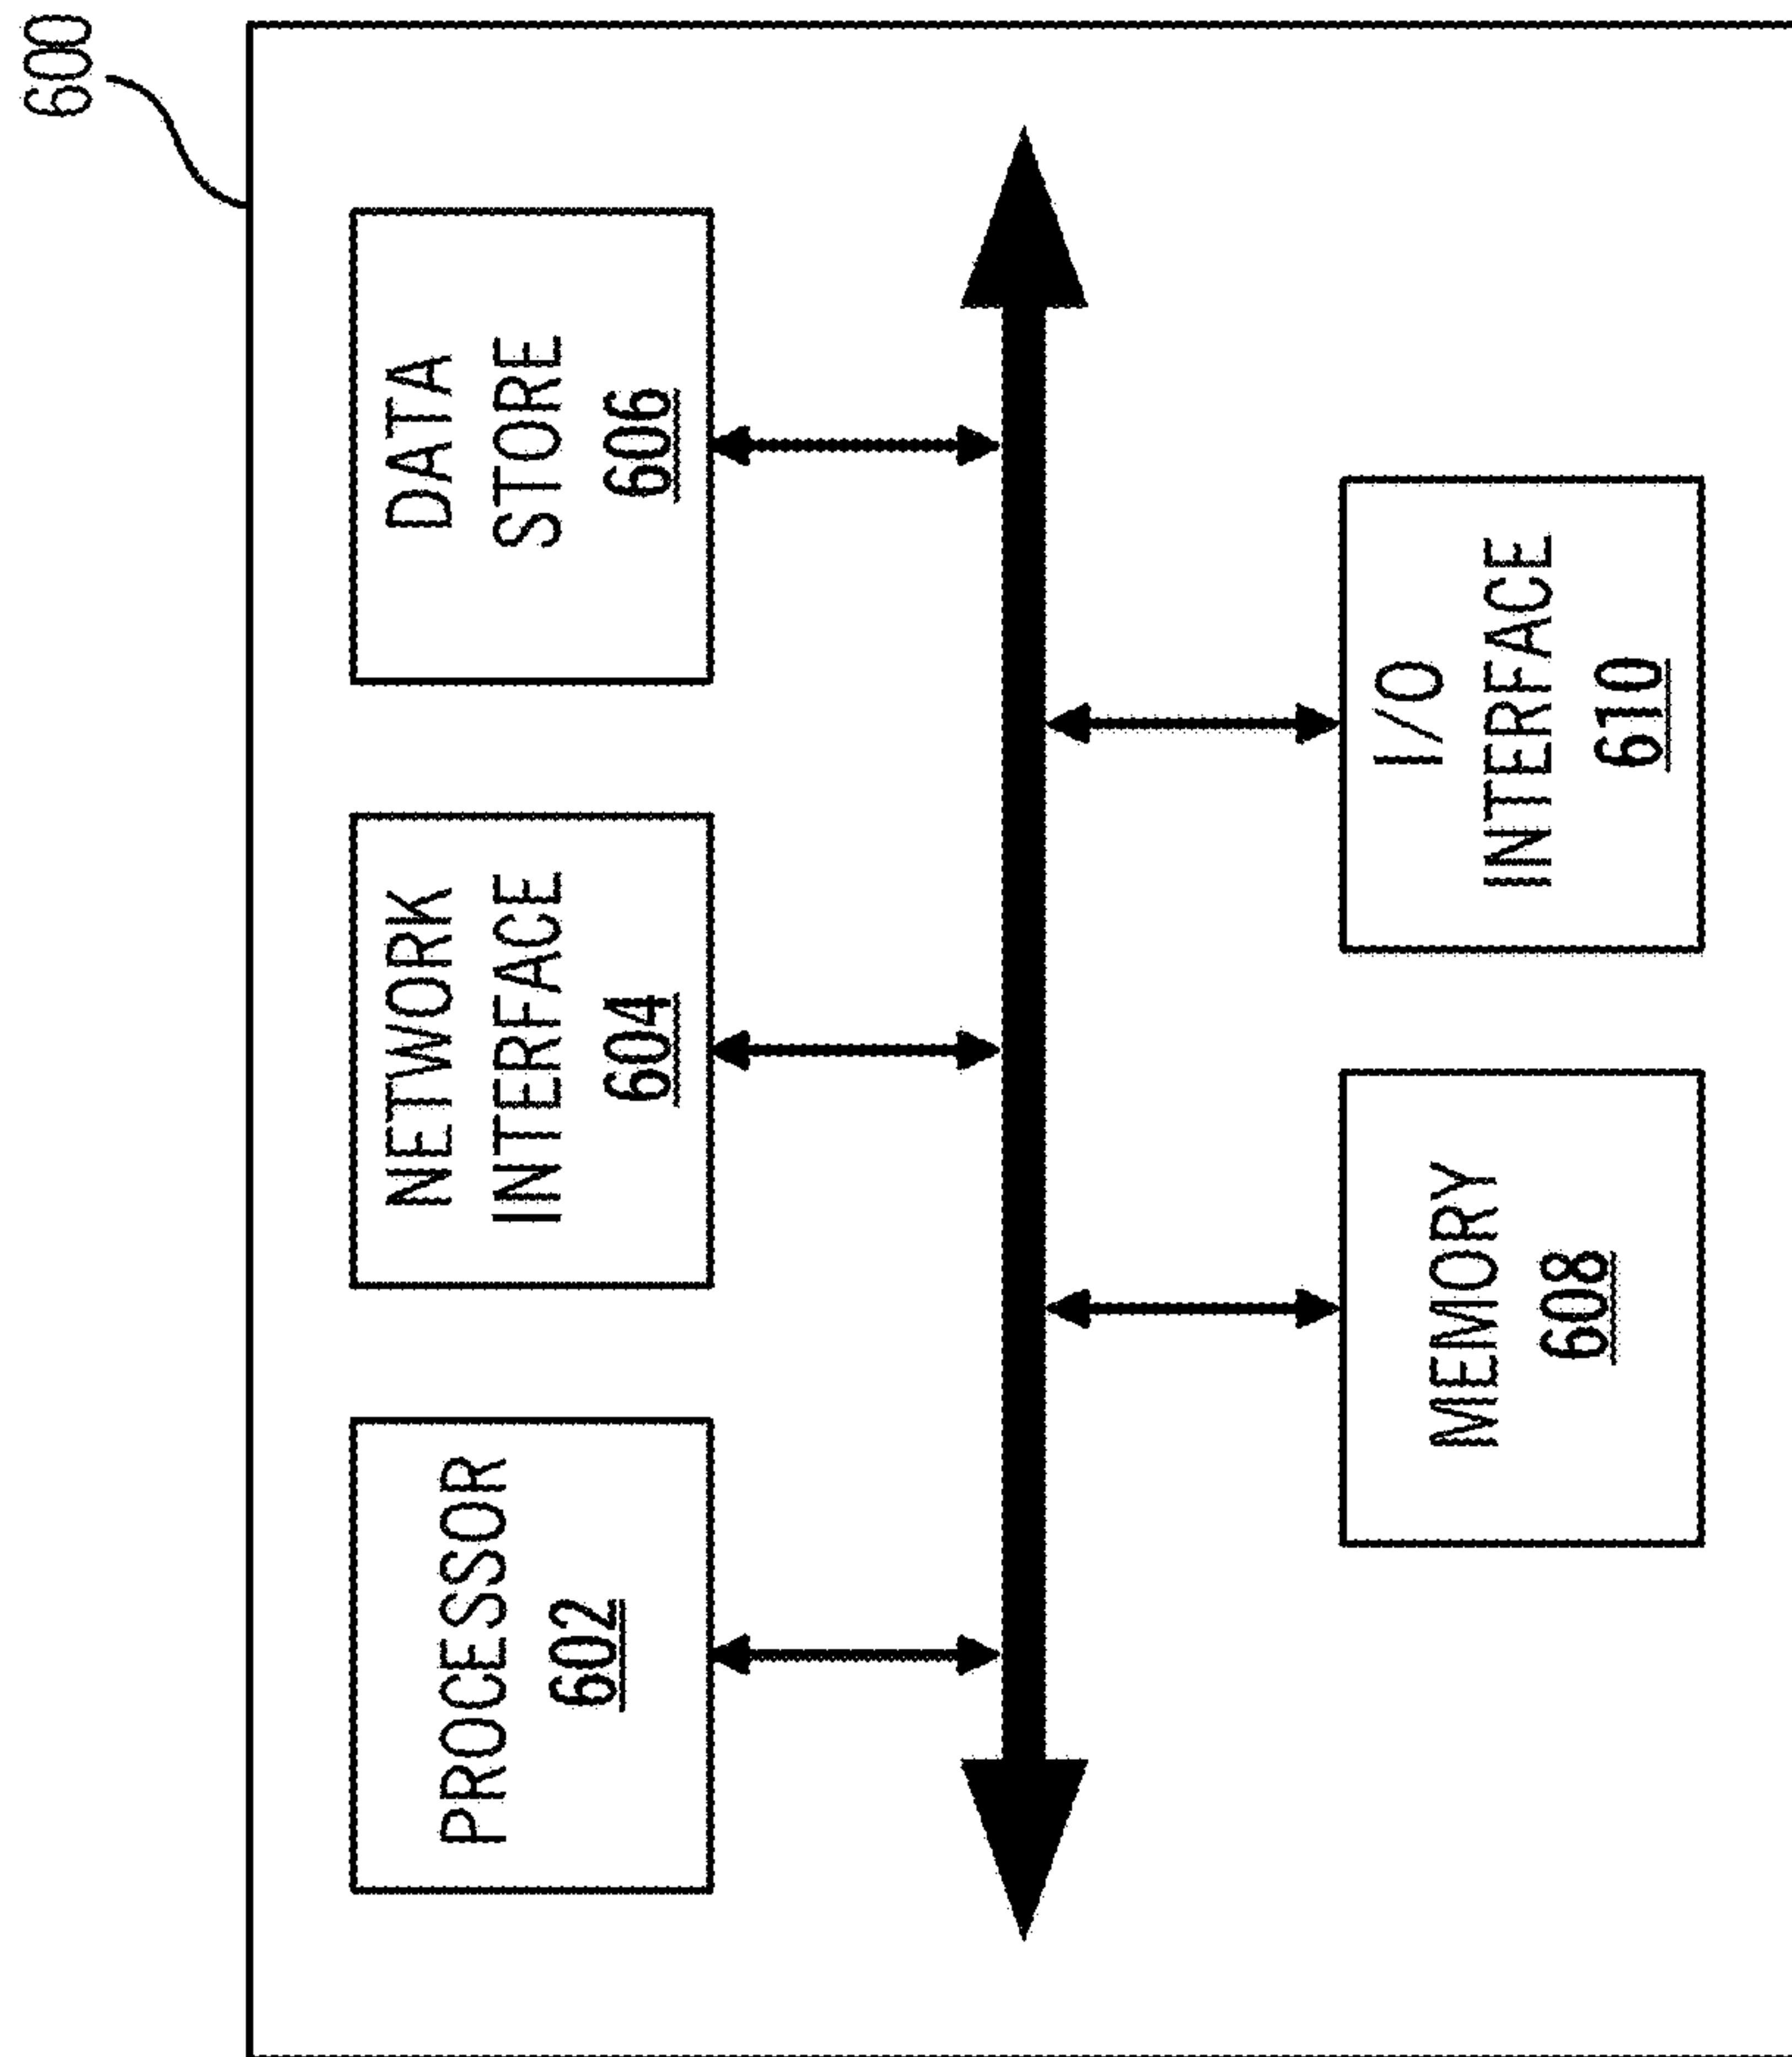 600
PROCESSOR
602
NETWORK
INTERFACE
604
DATA
STORE
606
MEMORY
608
I/O
INTERFACE
610